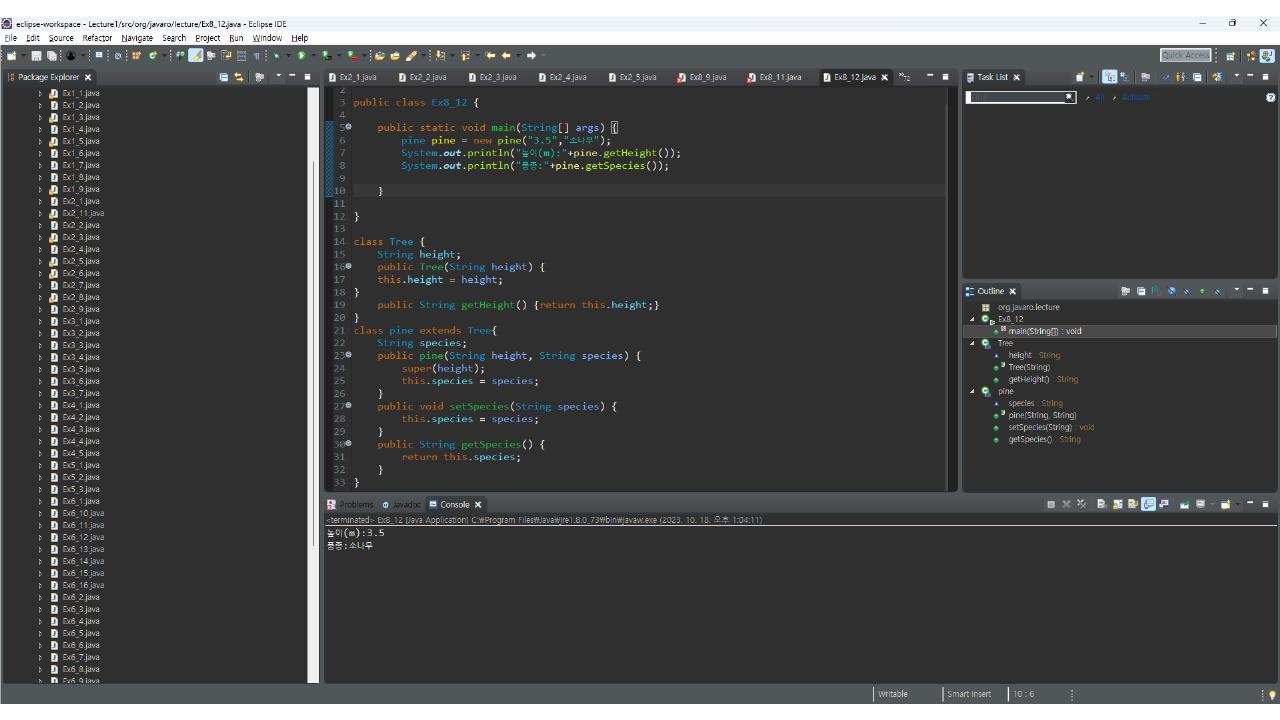 eclipse-workspace - Lecture1/src/org/javaro/lecture/Ex8_12.java - Eclipse IDE
File Edit Source Refactor Navigate Search Project Run Window Help
Quick Access
Package Explorer
Ex1_1.java
Ex1_2.java
Ex1_3.java
Ex1_4.java
Ex1_5.java
Ex1_6.java
Ex1_7.java
Ex1_8.java
Ex1_9.java
Ex2_1.java
Ex2_11.java
Ex2_2.java
Ex2_3.java
Ex2_4.java
Ex2_5.java
Ex2_6.java
Ex2_7.java
Ex2_8.java
Ex2_9.java
Ex3_1.java
Ex3_2.java
Ex3_3.java
Ex3_4.java
Ex3_5.java
Ex3_6.java
Ex3_7.java
Ex4_1.java
Ex4_2.java
Ex4_3.java
Ex4_4.java
Ex4_5.java
Ex5_1.java
Ex5_2.java
Ex5_3.java
Ex6_1.java
Ex6_10.java
Ex6_11.java
Ex6_12.java
Ex6_13.java
Ex6_14.java
Ex6_15.java
Ex6_16.java
Ex6_2.java
Ex6_3.java
Ex6_4.java
Ex6_5.java
Ex6_6.java
Ex6_7.java
Ex6_8.java
Ex6_9.java
Ex2_1.java Ex2_2.java Ex2_3.java Ex2_4.java Ex2_5.java Ex8_9.java Ex8_11.java Ex8_12.java
2
3 public class Ex8_12 {
4
5 public static void main(String[] args) {
6 pine pine = new pine("3.5","소나무");
7 System.out.println("높이(m):"+pine.getHeight());
8 System.out.println("품종:"+pine.getSpecies());
9
10 }
11
12 }
13
14 class Tree {
15 String height;
16 public Tree(String height) {
17 this.height = height;
18 }
19 public String getHeight() {return this.height;}
20 }
21 class pine extends Tree{
22 String species;
23 public pine(String height, String species) {
24 super(height);
25 this.species = species;
26 }
27 public void setSpecies(String species) {
28 this.species = species;
29 }
30 public String getSpecies() {
31 return this.species;
32 }
33 }
Task List
Find All Activate...
Outline
org.javaro.lecture
Ex8_12
main(String[]) : void
Tree
height : String
Tree(String)
getHeight() : String
pine
species : String
pine(String, String)
setSpecies(String) : void
getSpecies() : String
Problems Javadoc Console
<terminated> Ex8_12 [Java Application] C:₩Program Files₩Java₩jre1.8.0_73₩bin₩javaw.exe (2023. 10. 18. 오후 1:04:11)
높이(m):3.5
품종:소나무
Writable Smart Insert 10 : 6